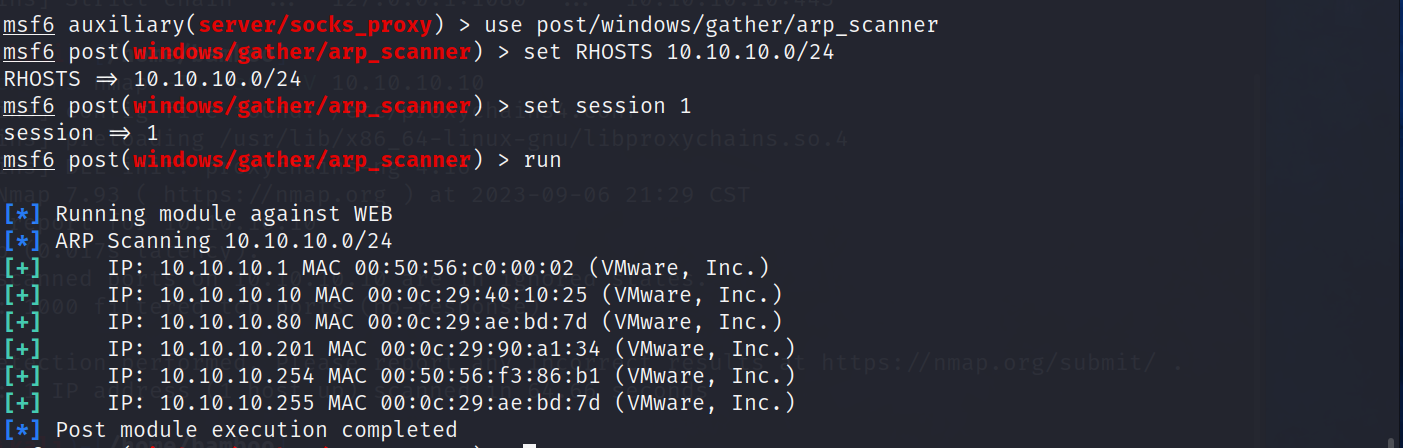 msf6 auxiliary(server/socks_proxy) > use post/windows/gather/arp_scanner
msf6 post(windows/gather/arp_scanner) > set RHOSTS 10.10.10.0/24
RHOSTS => 10.10.10.0/24
msf6 post(windows/gather/arp_scanner) > set session 1
session => 1
msf6 post(windows/gather/arp_scanner) > run
[*] Running module against WEB
[*] ARP Scanning 10.10.10.0/24
[+]     IP: 10.10.10.1 MAC 00:50:56:c0:00:02 (VMware, Inc.)
[+]     IP: 10.10.10.10 MAC 00:0c:29:40:10:25 (VMware, Inc.)
[+]     IP: 10.10.10.80 MAC 00:0c:29:ae:bd:7d (VMware, Inc.)
[+]     IP: 10.10.10.201 MAC 00:0c:29:90:a1:34 (VMware, Inc.)
[+]     IP: 10.10.10.254 MAC 00:50:56:f3:86:b1 (VMware, Inc.)
[+]     IP: 10.10.10.255 MAC 00:0c:29:ae:bd:7d (VMware, Inc.)
[*] Post module execution completed